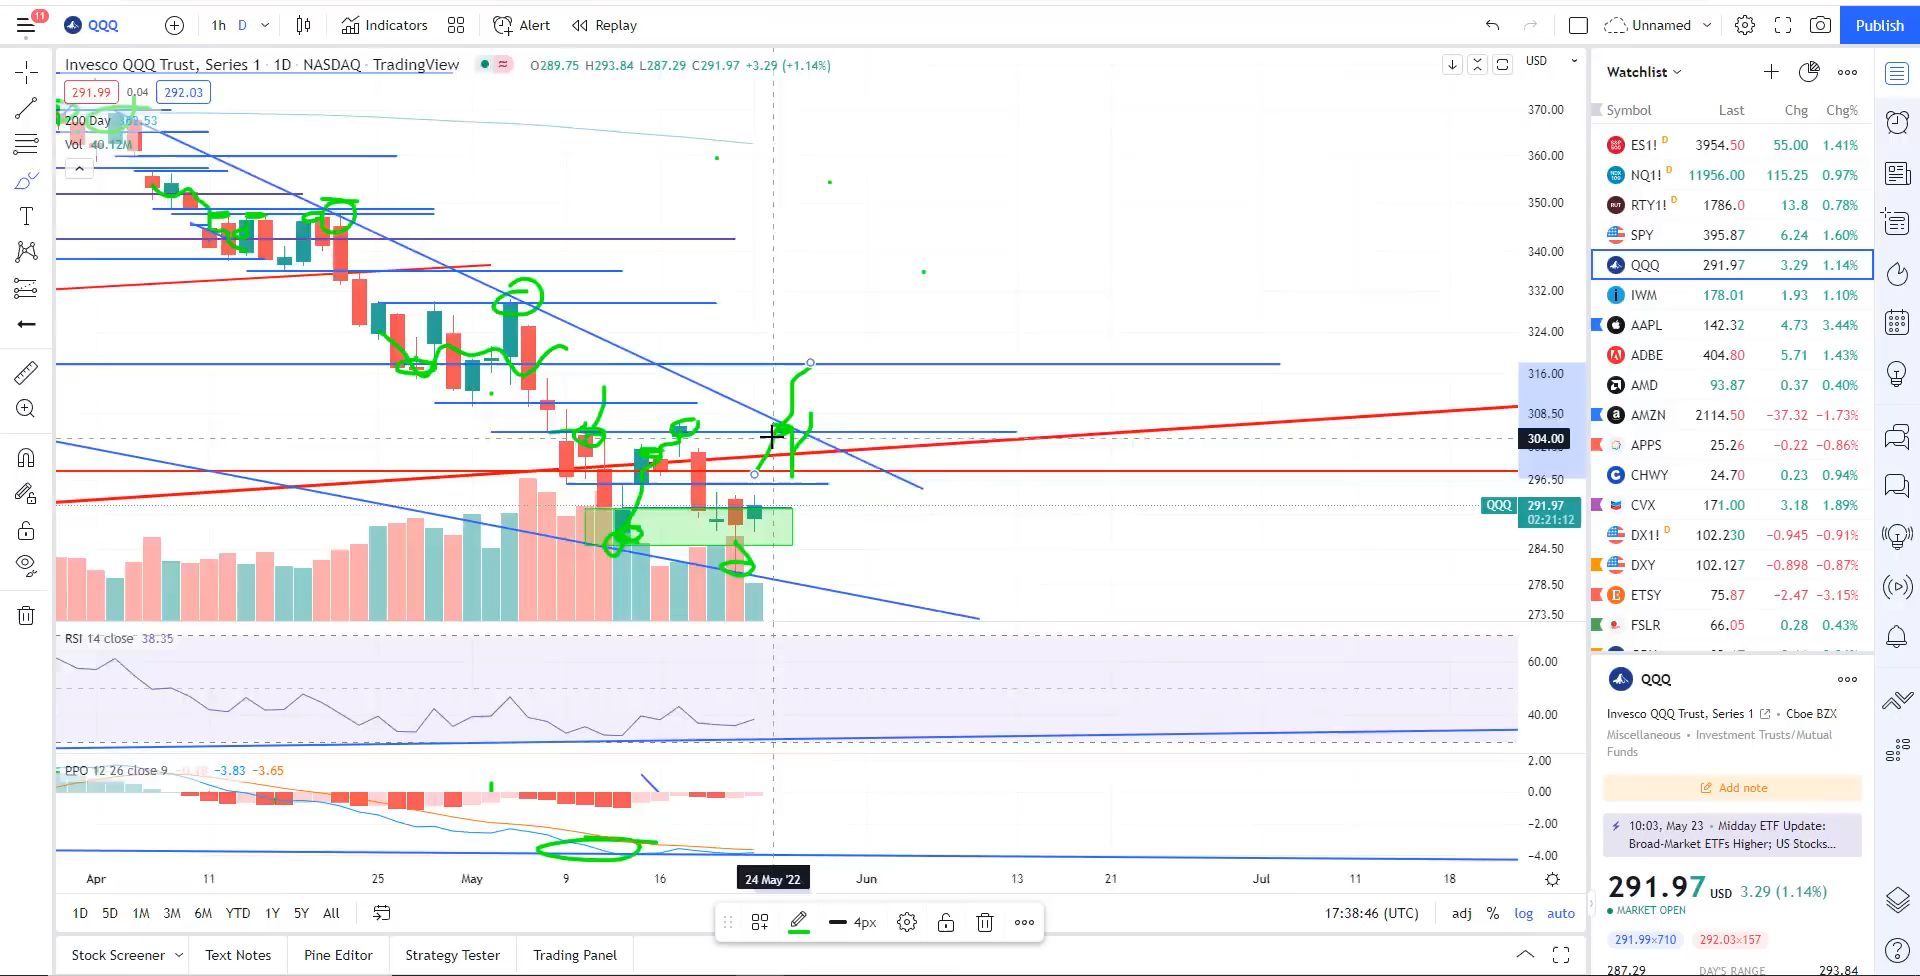 11 QQQ 1h D Indicators Alert Replay Unnamed Publish
Invesco QQQ Trust, Series 1 · 1D · NASDAQ · TradingView O289.75 H293.84 L287.29 C291.97 +3.29 (+1.14%) USD
291.99 0.04 292.03
200 Day
Vol 40.12M
370.00
360.00
350.00
340.00
332.00
324.00
316.00
308.50
304.00
296.50
QQQ 291.97
02:21:12
284.50
278.50
273.50
RSI 14 close 38.35
60.00
40.00
PPO 12 26 close 9 −3.83 −3.65
2.00
0.00
−2.00
−4.00
Apr 11 25 May 9 16 24 May '22 Jun 13 21 Jul 11 18
1D 5D 1M 3M 6M YTD 1Y 5Y All 17:38:46 (UTC) adj % log auto
4px
Stock Screener Text Notes Pine Editor Strategy Tester Trading Panel
Watchlist
Symbol Last Chg Chg%
ES1! D 3954.50 55.00 1.41%
NQ1! D 11956.00 115.25 0.97%
RTY1! D 1786.0 13.8 0.78%
SPY 395.87 6.24 1.60%
QQQ 291.97 3.29 1.14%
IWM 178.01 1.93 1.10%
AAPL 142.32 4.73 3.44%
ADBE 404.80 5.71 1.43%
AMD 93.87 0.37 0.40%
AMZN 2114.50 −37.32 −1.73%
APPS 25.26 −0.22 −0.86%
CHWY 24.70 0.23 0.94%
CVX 171.00 3.18 1.89%
DX1! D 102.230 −0.945 −0.91%
DXY 102.127 −0.898 −0.87%
ETSY 75.87 −2.47 −3.15%
FSLR 66.05 0.28 0.43%
QQQ
Invesco QQQ Trust, Series 1 • Cboe BZX
Miscellaneous • Investment Trusts/Mutual
Funds
Add note
10:03, May 23 • Midday ETF Update:
Broad-Market ETFs Higher; US Stocks...
291.97 USD 3.29 (1.14%)
• MARKET OPEN
291.99×710 292.03×157
287.29 DAY'S RANGE 293.84